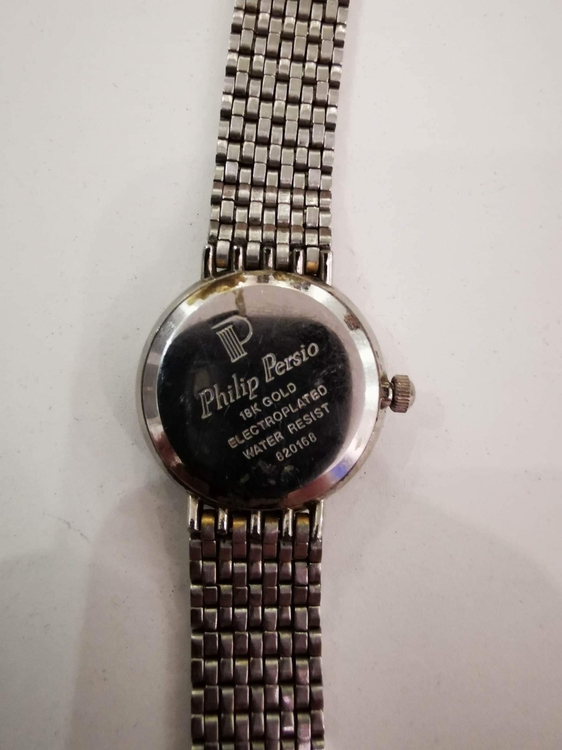 P
Philip Persio
18K GOLD
ELECTROPLATED
WATER RESIST
820168